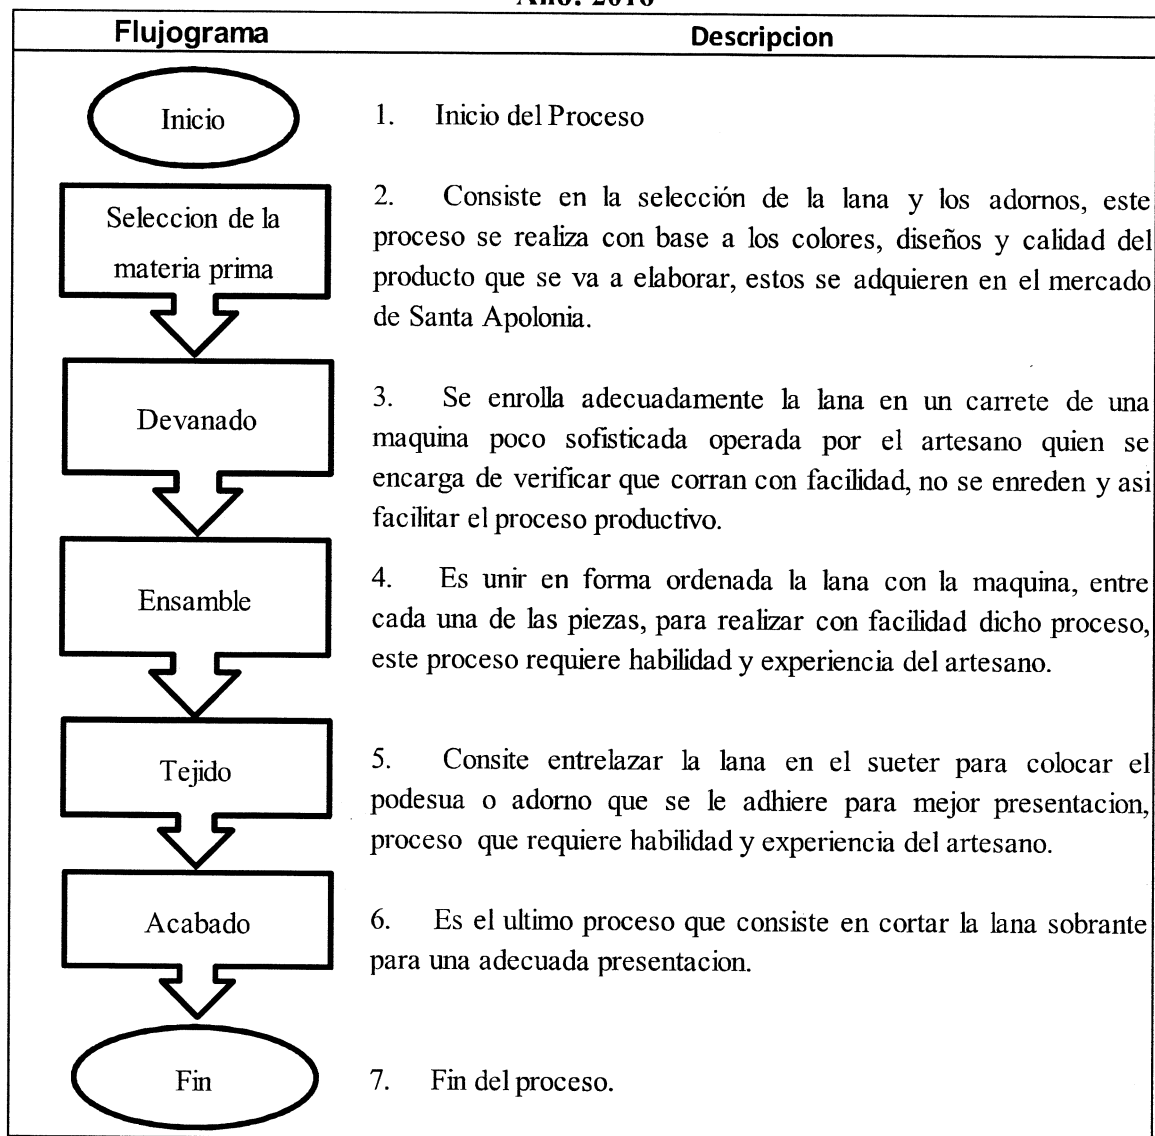 Flujograma
Descripcion
Inicio
1. Inicio del Proceso
Seleccion de la
materia prima
2. Consiste en la selección de la lana y los adornos, este
proceso se realiza con base a los colores, diseños y calidad del
producto que se va a elaborar, estos se adquieren en el mercado
de Santa Apolonia.
Devanado
3. Se enrolla adecuadamente la lana en un carrete de una
maquina poco sofisticada operada por el artesano quien se
encarga de verificar que corran con facilidad, no se enreden y asi
facilitar el proceso productivo.
Ensamble
4. Es unir en forma ordenada la lana con la maquina, entre
cada una de las piezas, para realizar con facilidad dicho proceso,
este proceso requiere habilidad y experiencia del artesano.
Tejido
5. Consite entrelazar la lana en el sueter para colocar el
podesua o adorno que se le adhiere para mejor presentacion,
proceso que requiere habilidad y experiencia del artesano.
Acabado
6. Es el ultimo proceso que consiste en cortar la lana sobrante
para una adecuada presentacion.
Fin
7. Fin del proceso.